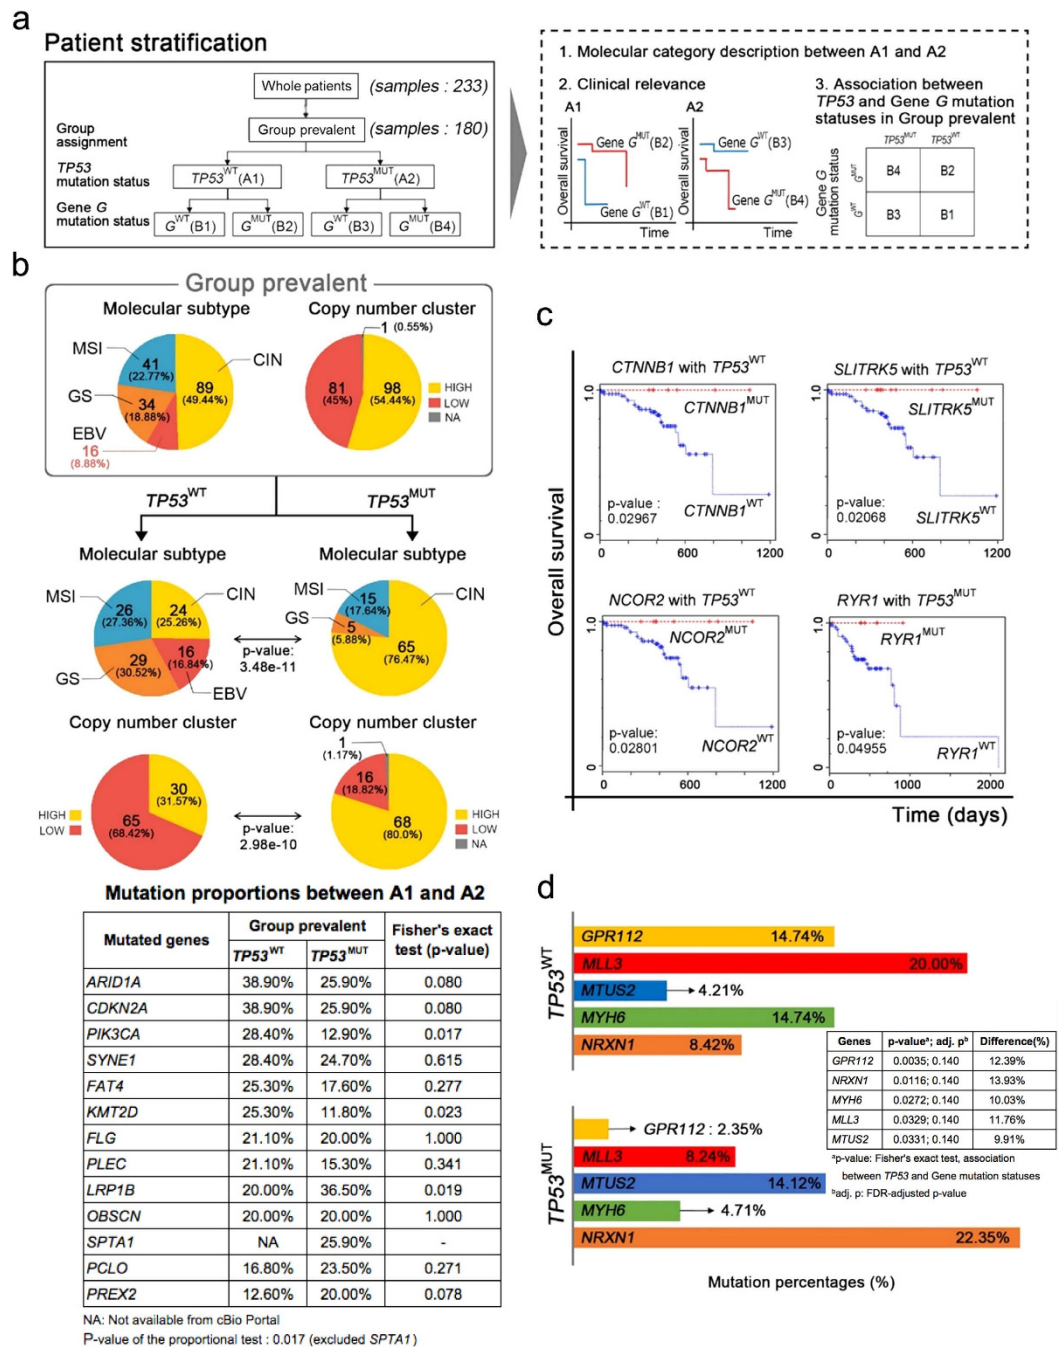 a
Patient stratification
Whole patients (samples : 233)
Group assignment
Group prevalent (samples : 180)
TP53 mutation status
TP53WT(A1) TP53MUT(A2)
Gene G mutation status
GWT(B1) GMUT(B2) GWT(B3) GMUT(B4)
1. Molecular category description between A1 and A2
2. Clinical relevance
A1
Overall survival
Gene GMUT(B2)
Gene GWT(B1)
Time
A2
Overall survival
Gene GWT(B3)
Gene GMUT(B4)
Time
3. Association between
TP53 and Gene G mutation
statuses in Group prevalent
TP53MUT TP53WT
Gene G
mutation status
GMUT B4 B2
GWT B3 B1
b
Group prevalent
Molecular subtype
MSI
41
(22.77%)
CIN
89
(49.44%)
GS
34
(18.88%)
EBV
16
(8.88%)
Copy number cluster
1 (0.55%)
81
(45%)
98
(54.44%)
HIGH
LOW
NA
TP53WT TP53MUT
Molecular subtype
MSI
26
(27.36%)
24
(25.26%)
CIN
29
(30.52%)
GS
16
(16.84%)
EBV
p-value:
3.48e-11
Molecular subtype
15
(17.64%)
CIN
GS
5
(5.88%)
65
(76.47%)
Copy number cluster
30
(31.57%)
65
(68.42%)
HIGH
LOW
p-value:
2.98e-10
Copy number cluster
1
(1.17%)
16
(18.82%)
68
(80.0%)
HIGH
LOW
NA
Mutation proportions between A1 and A2
Mutated genes Group prevalent Fisher's exact test (p-value)
TP53WT TP53MUT
ARID1A 38.90% 25.90% 0.080
CDKN2A 38.90% 25.90% 0.080
PIK3CA 28.40% 12.90% 0.017
SYNE1 28.40% 24.70% 0.615
FAT4 25.30% 17.60% 0.277
KMT2D 25.30% 11.80% 0.023
FLG 21.10% 20.00% 1.000
PLEC 21.10% 15.30% 0.341
LRP1B 20.00% 36.50% 0.019
OBSCN 20.00% 20.00% 1.000
SPTA1 NA 25.90% -
PCLO 16.80% 23.50% 0.271
PREX2 12.60% 20.00% 0.078
NA: Not available from cBio Portal
P-value of the proportional test : 0.017 (excluded SPTA1)
c
Overall survival
CTNNB1 with TP53WT
1.0
CTNNB1MUT
p-value :
0.02967
CTNNB1WT
0
0 600 1200
SLITRK5 with TP53WT
1.0
SLITRK5MUT
p-value:
0.02068
SLITRK5WT
0
0 600 1200
NCOR2 with TP53WT
1.0
NCOR2MUT
p-value:
0.02801
NCOR2WT
0
0 600 1200
RYR1 with TP53MUT
1.0
RYR1MUT
p-value:
0.04955
RYR1WT
0
0 1000 2000
Time (days)
d
TP53WT
GPR112 14.74%
MLL3 20.00%
MTUS2 4.21%
MYH6 14.74%
NRXN1 8.42%
TP53MUT
GPR112 : 2.35%
MLL3 8.24%
MTUS2 14.12%
MYH6 4.71%
NRXN1 22.35%
Mutation percentages (%)
Genes p-valuea; adj. pb Difference(%)
GPR112 0.0035; 0.140 12.39%
NRXN1 0.0116; 0.140 13.93%
MYH6 0.0272; 0.140 10.03%
MLL3 0.0329; 0.140 11.76%
MTUS2 0.0331; 0.140 9.91%
ap-value: Fisher's exact test, association
between TP53 and Gene mutation statuses
badj. p: FDR-adjusted p-value